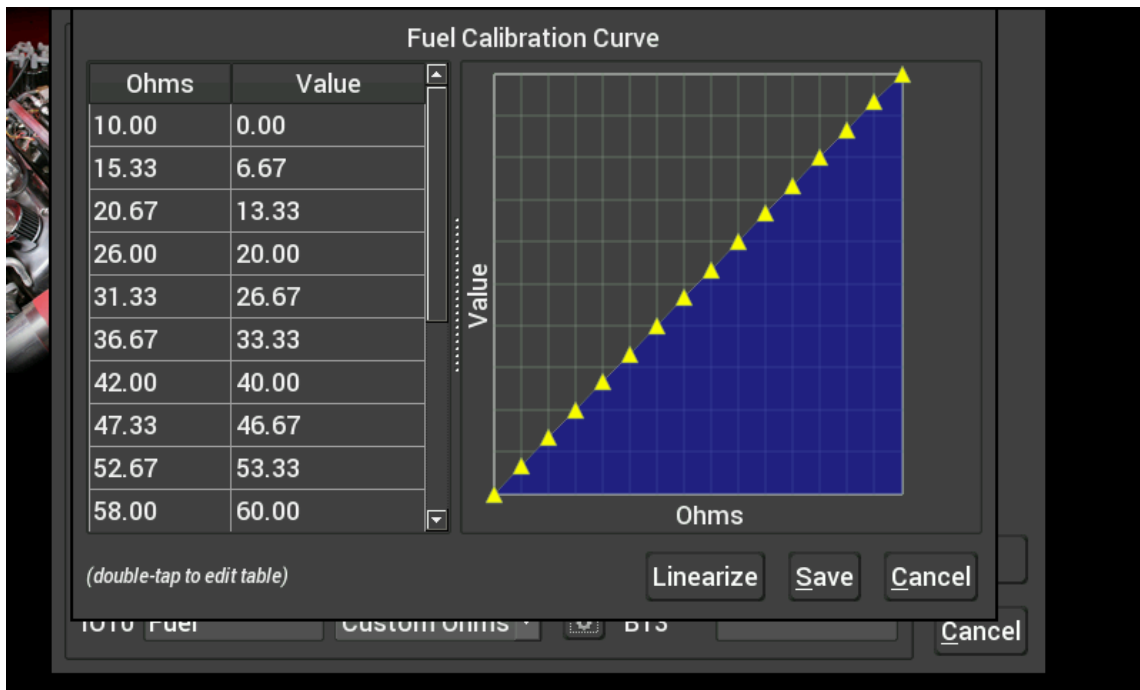 Fuel Calibration Curve
Ohms Value
10.00 0.00
15.33 6.67
20.67 13.33
26.00 20.00
31.33 26.67
36.67 33.33
42.00 40.00
47.33 46.67
52.67 53.33
58.00 60.00
Value
Ohms
(double-tap to edit table)
Linearize Save Cancel
Fuel Custom Ohms
Cancel